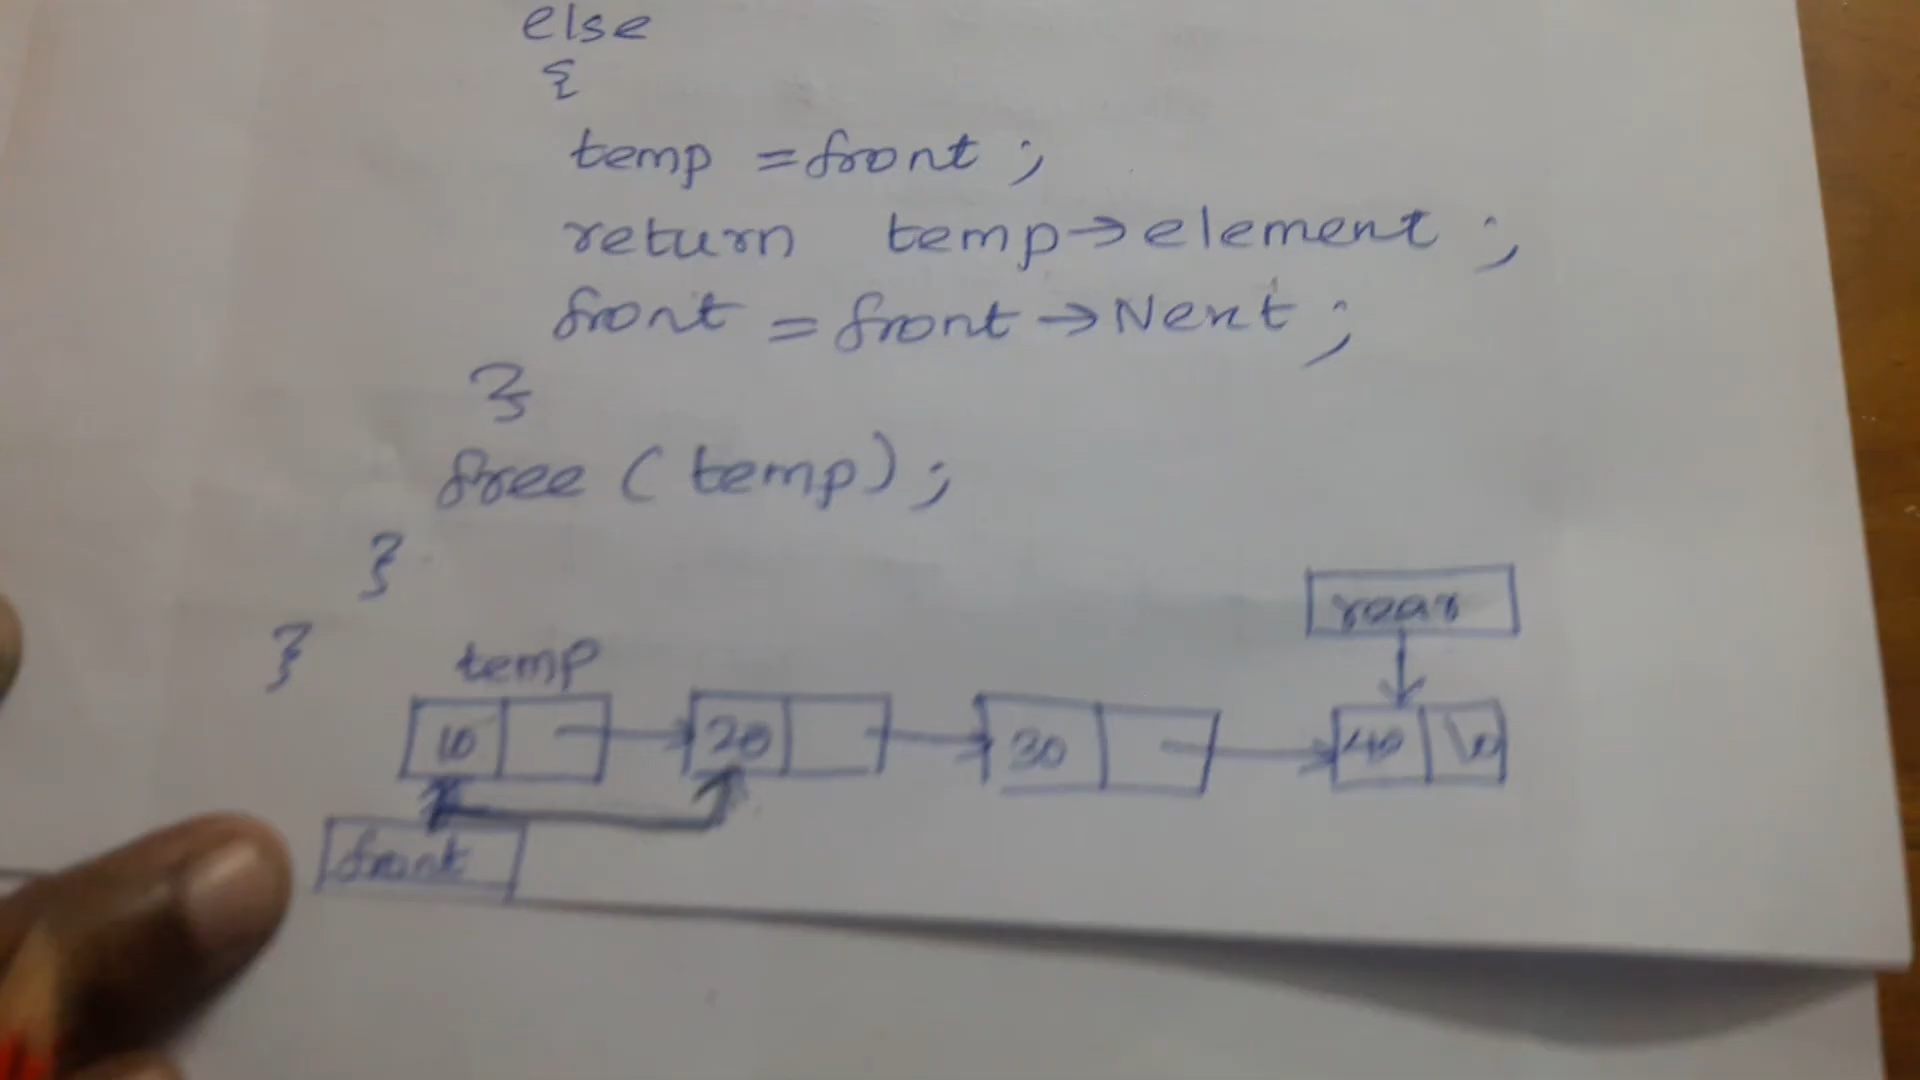 else
{
temp = front ;
return temp→element ;
front = front →Next ;
}
free ( temp) ;
}
}
rear
temp
10 20 30 40
front